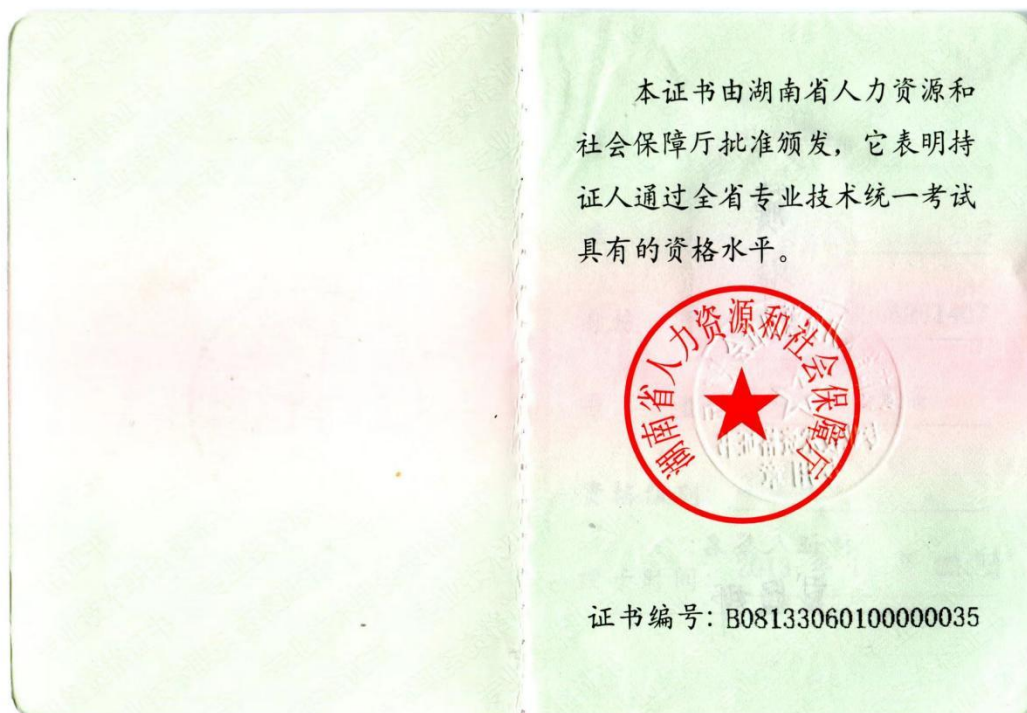 本证书由湖南省人力资源和
社会保障厅批准颁发，它表明持
证人通过全省专业技术统一考试
具有的资格水平。
湖南省人力资源和社会保障厅
证书编号：B08133060100000035